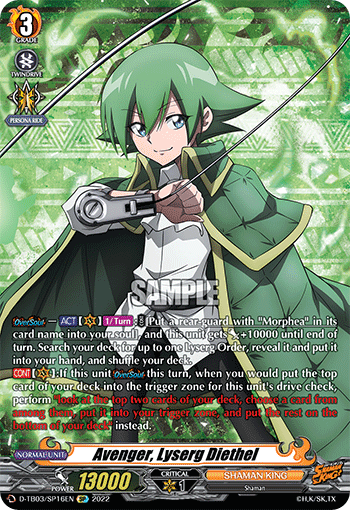 3
GRADE
TWINDRIVE
PERSONA RIDE
SAMPLE
OverSoul — ACT【】1/Turn : [Put a rear-guard with "Morphea" in its
card name into your soul], and this unit gets +10000 until end of
turn. Search your deck for up to one Lyserg Order, reveal it and put it
into your hand, and shuffle your deck.
CONT【】:If this unit OverSoul this turn, when you would put the top
card of your deck into the trigger zone for this unit's drive check,
perform "look at the top two cards of your deck, choose a card from
among them, put it into your trigger zone, and put the rest on the
bottom of your deck" instead.
NORMAL UNIT
Avenger, Lyserg Diethel
POWER 13000
CRITICAL
1
SHAMAN KING
Shaman
SHAMAN KING
D-TB03/SP16EN SP 2022
©H.K/SK,TX